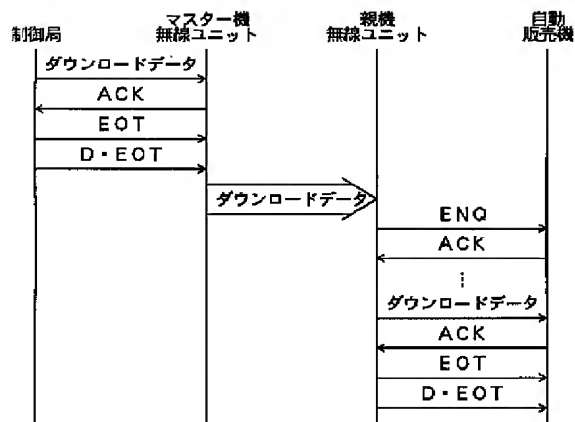 制御局
マスター機
無線ユニット
親機
無線ユニット
自動
販売機
ダウンロードデータ
ACK
EOT
D・EOT
ダウンロードデータ
ENQ
ACK
ダウンロードデータ
ACK
EOT
D・EOT